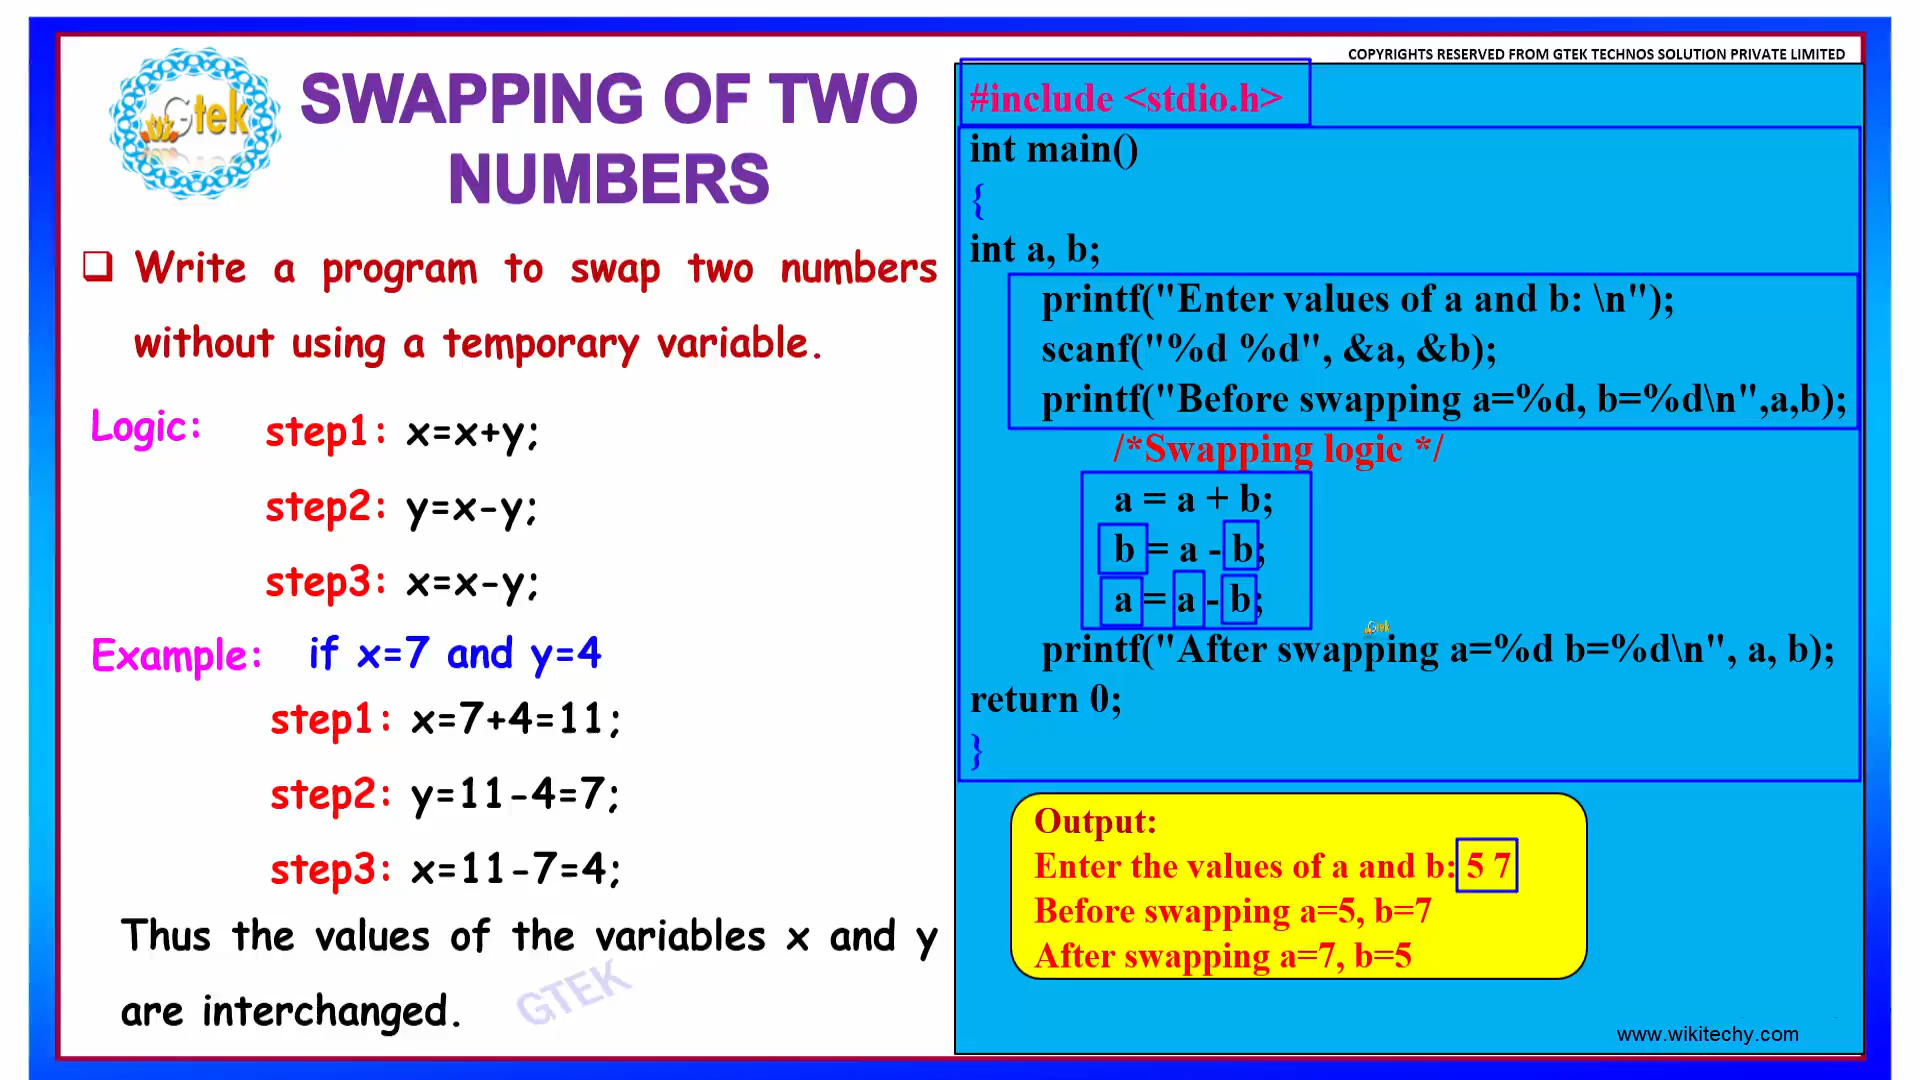 COPYRIGHTS RESERVED FROM GTEK TECHNOS SOLUTION PRIVATE LIMITED
Gtek
SWAPPING OF TWO
NUMBERS
Write a program to swap two numbers
without using a temporary variable.
Logic: step1: x=x+y;
step2: y=x-y;
step3: x=x-y;
Example: if x=7 and y=4
step1: x=7+4=11;
step2: y=11-4=7;
step3: x=11-7=4;
Thus the values of the variables x and y
are interchanged.
GTEK
#include <stdio.h>
int main()
{
int a, b;
printf("Enter values of a and b: \n");
scanf("%d %d", &a, &b);
printf("Before swapping a=%d, b=%d\n",a,b);
/*Swapping logic */
a = a + b;
b = a - b;
a = a - b;
Gtek
printf("After swapping a=%d b=%d\n", a, b);
return 0;
}
Output:
Enter the values of a and b: 5 7
Before swapping a=5, b=7
After swapping a=7, b=5
www.wikitechy.com